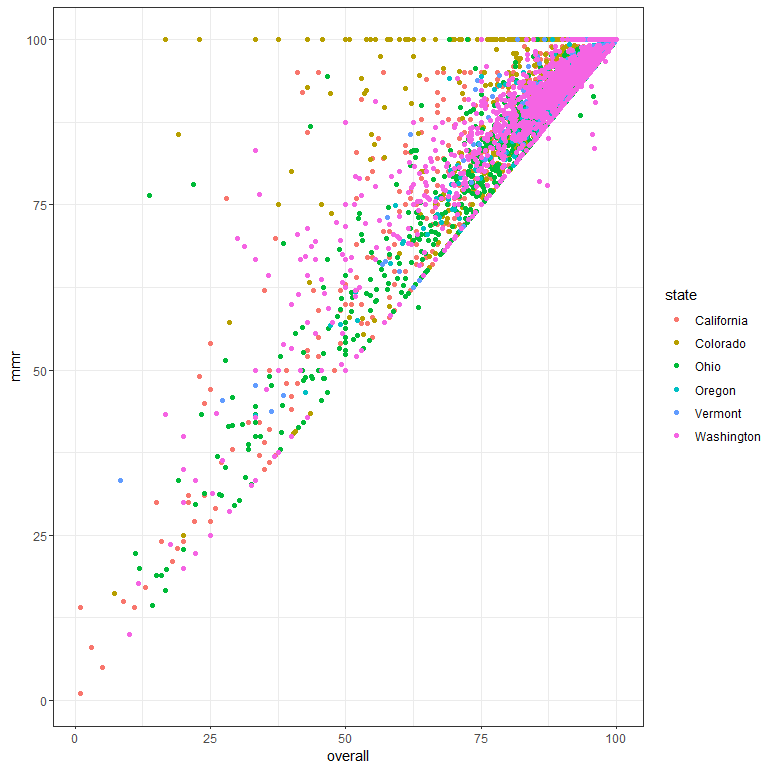 100
75
50
25
0
mmr
0 25 50 75 100
overall
state
California
Colorado
Ohio
Oregon
Vermont
Washington